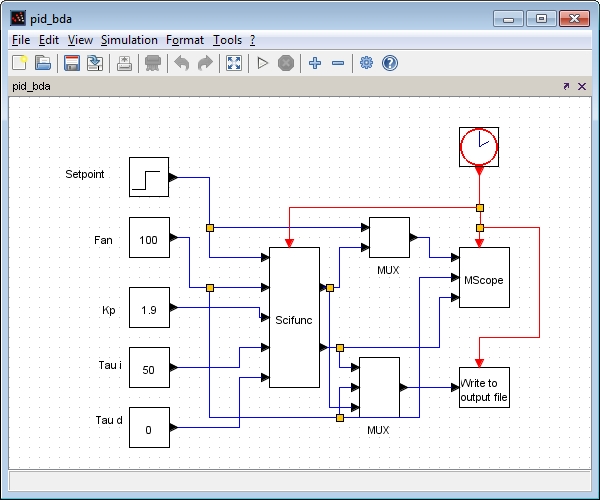 pid_bda
File Edit View Simulation Format Tools ?
pid_bda
Setpoint
Fan
100
MUX
MScope
Kp
1.9
Scifunc
Tau i
50
Write to
output file
Tau d
0
MUX